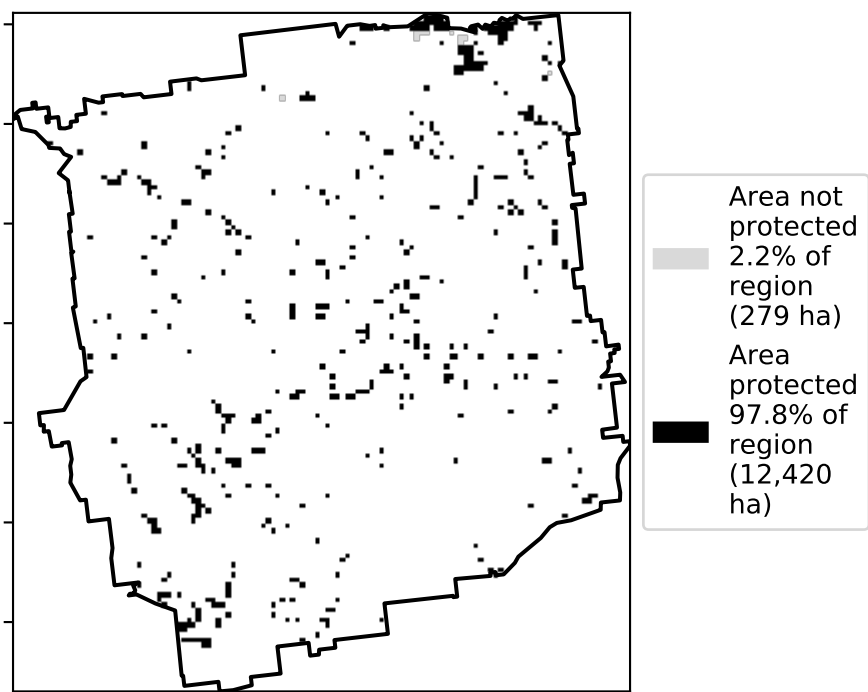 Area not
protected
2.2% of
region
(279 ha)
Area
protected
97.8% of
region
(12,420
ha)